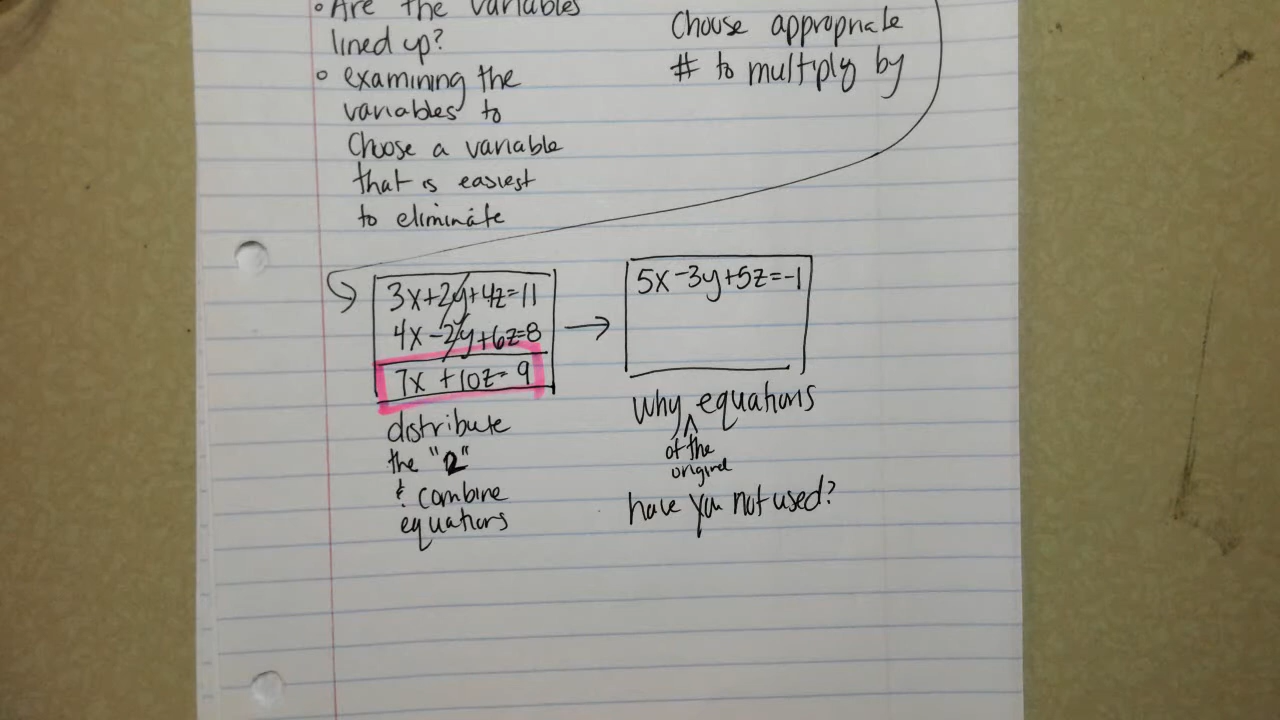 • Are the variables
lined up?
• examining the
variables to
choose a variable
that is easiest
to eliminate
Choose appropriate
# to multiply by
3x+2y+4z=11
4x-2y+6z=8
7x +10z= 9
distribute
the "2"
& combine
equations
5x-3y+5z=-1
why equations
of the
original
have you not used?